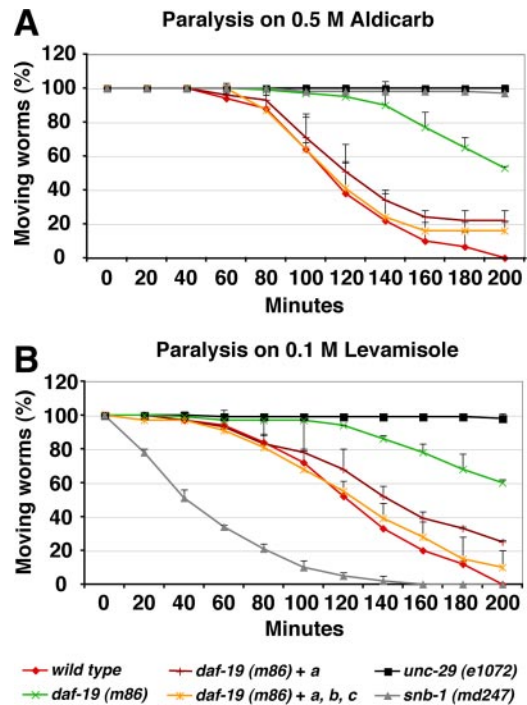 A
Paralysis on 0.5 M Aldicarb
Moving worms (%)
120
100
80
60
40
20
0
0 20 40 60 80 100 120 140 160 180 200
Minutes
B
Paralysis on 0.1 M Levamisole
Moving worms (%)
120
100
80
60
40
20
0
0 20 40 60 80 100 120 140 160 180 200
Minutes
wild type daf-19 (m86) + a unc-29 (e1072)
daf-19 (m86) daf-19 (m86) + a, b, c snb-1 (md247)